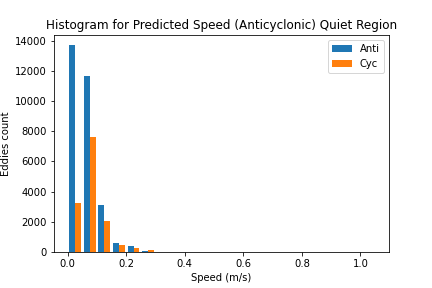 Histogram for Predicted Speed (Anticyclonic) Quiet Region
14000
12000
10000
8000
6000
4000
2000
0
Eddies count
Anti
Cyc
0.0 0.2 0.4 0.6 0.8 1.0
Speed (m/s)